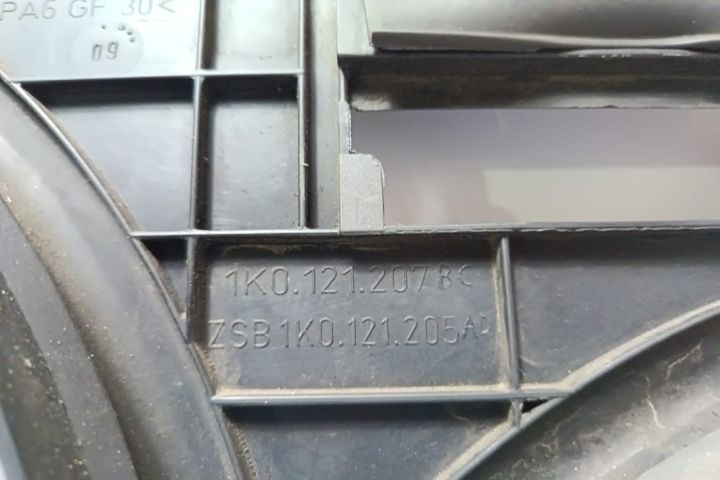 PA6 GF 30<
09
1K0.121.207 BC
ZSB 1K0.121.205 AD